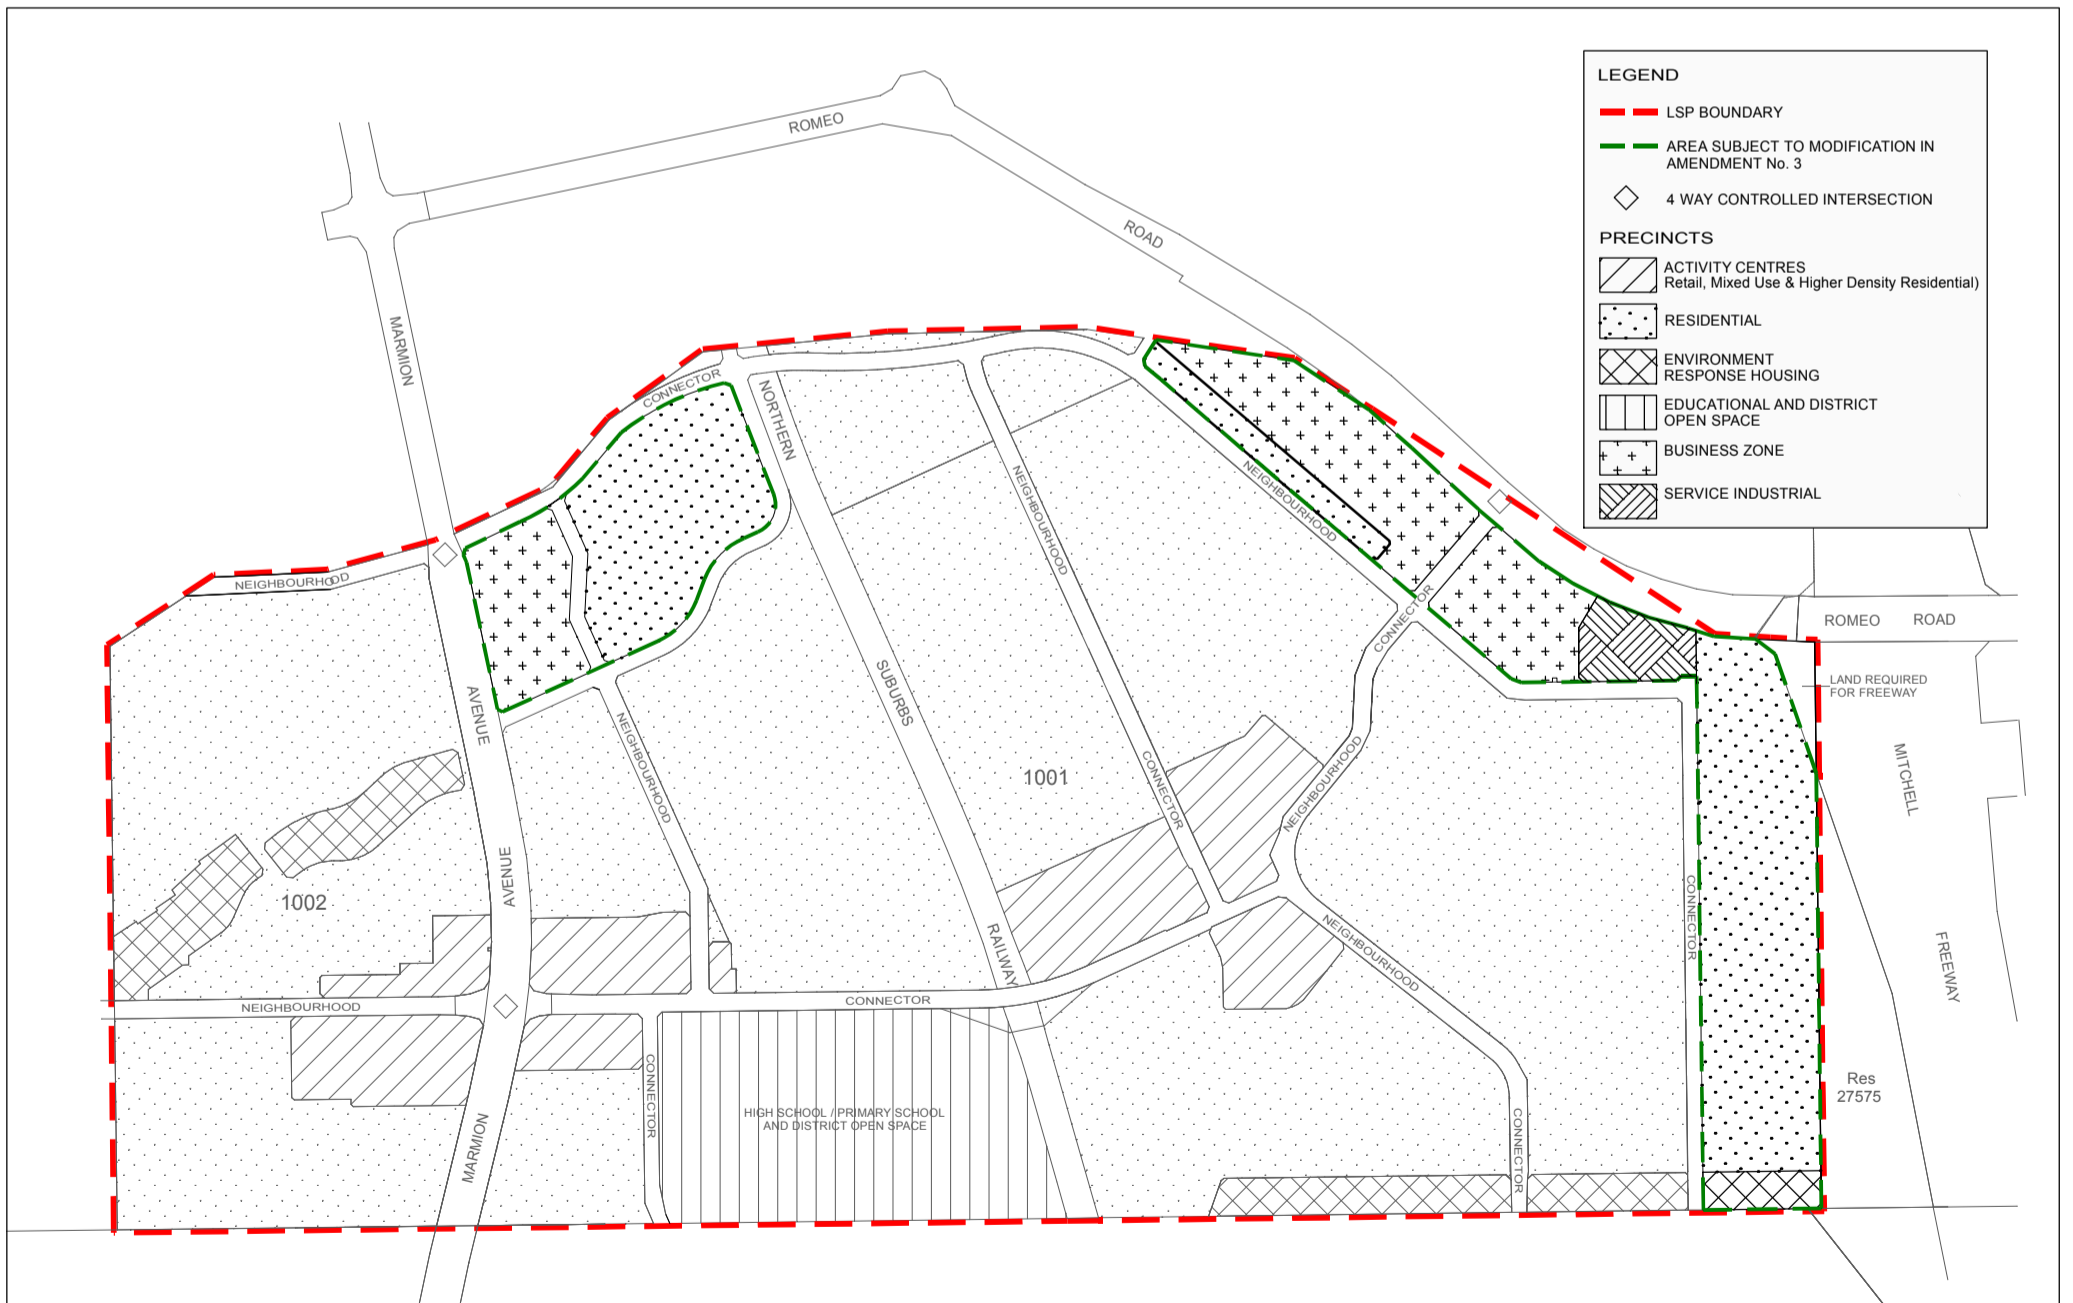 LEGEND
LSP BOUNDARY
AREA SUBJECT TO MODIFICATION IN
AMENDMENT No. 3
4 WAY CONTROLLED INTERSECTION
PRECINCTS
ACTIVITY CENTRES
Retail, Mixed Use & Higher Density Residential)
RESIDENTIAL
ENVIRONMENT
RESPONSE HOUSING
EDUCATIONAL AND DISTRICT
OPEN SPACE
BUSINESS ZONE
SERVICE INDUSTRIAL
ROMEO
ROAD
MARMION
CONNECTOR
NORTHERN
NEIGHBOURHOOD
NEIGHBOURHOOD
NEIGHBOURHOOD
CONNECTOR
ROMEO ROAD
LAND REQUIRED
FOR FREEWAY
AVENUE
NEIGHBOURHOOD
SUBURBS
1001
CONNECTOR
NEIGHBOURHOOD
MITCHELL
AVENUE
1002
CONNECTOR
NEIGHBOURHOOD
RAILWAY
FREEWAY
NEIGHBOURHOOD
CONNECTOR
CONNECTOR
HIGH SCHOOL / PRIMARY SCHOOL
AND DISTRICT OPEN SPACE
MARMION
CONNECTOR
Res
27575